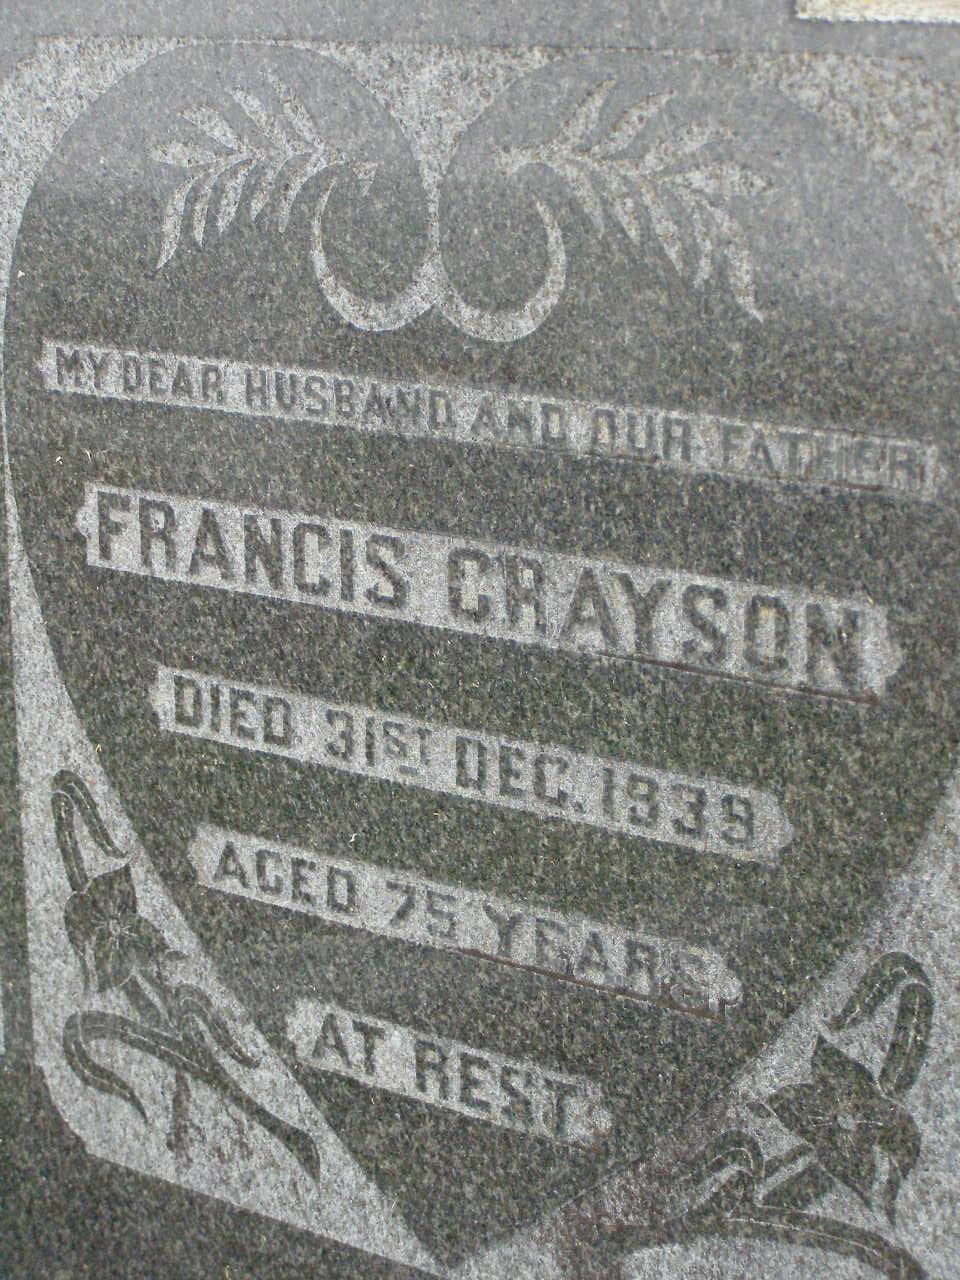 MY DEAR HUSBAND AND OUR FATHER
FRANCIS GRAYSON
DIED 31ST DEC. 1939
AGED 75 YEARS
AT REST